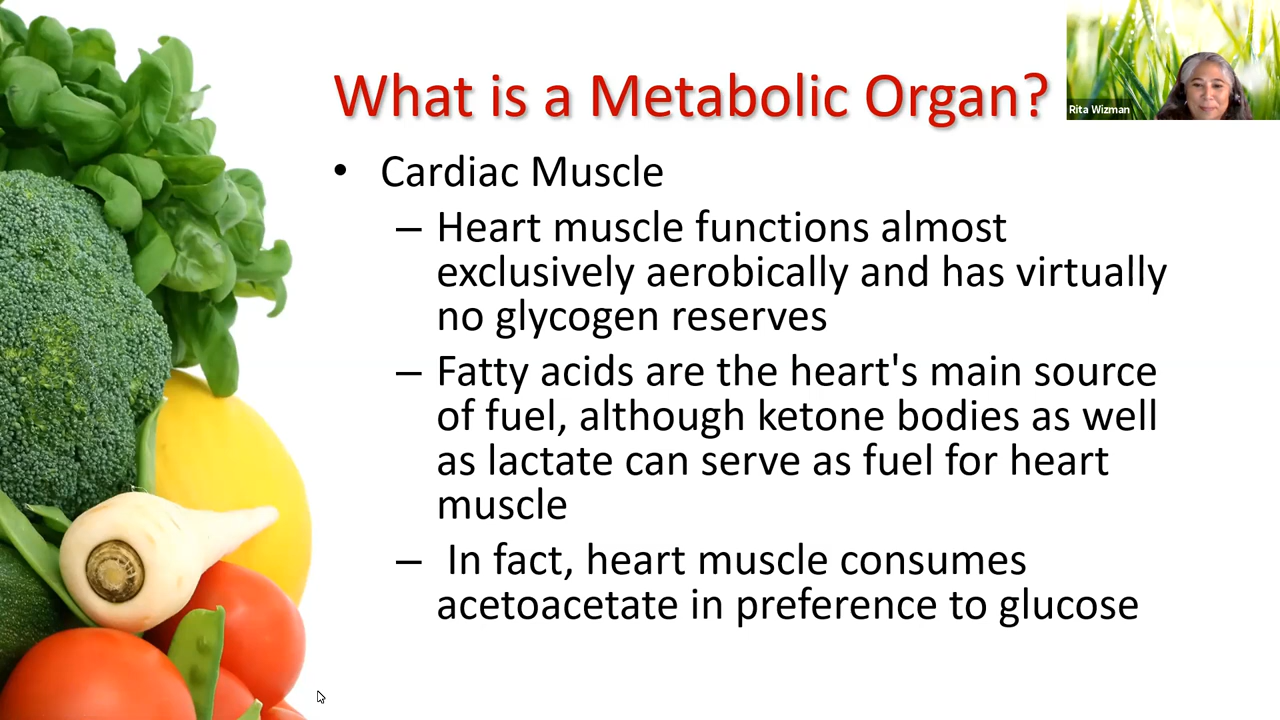 What is a Metabolic Organ?
Rita Wizman
• Cardiac Muscle
– Heart muscle functions almost
exclusively aerobically and has virtually
no glycogen reserves
– Fatty acids are the heart's main source
of fuel, although ketone bodies as well
as lactate can serve as fuel for heart
muscle
– In fact, heart muscle consumes
acetoacetate in preference to glucose